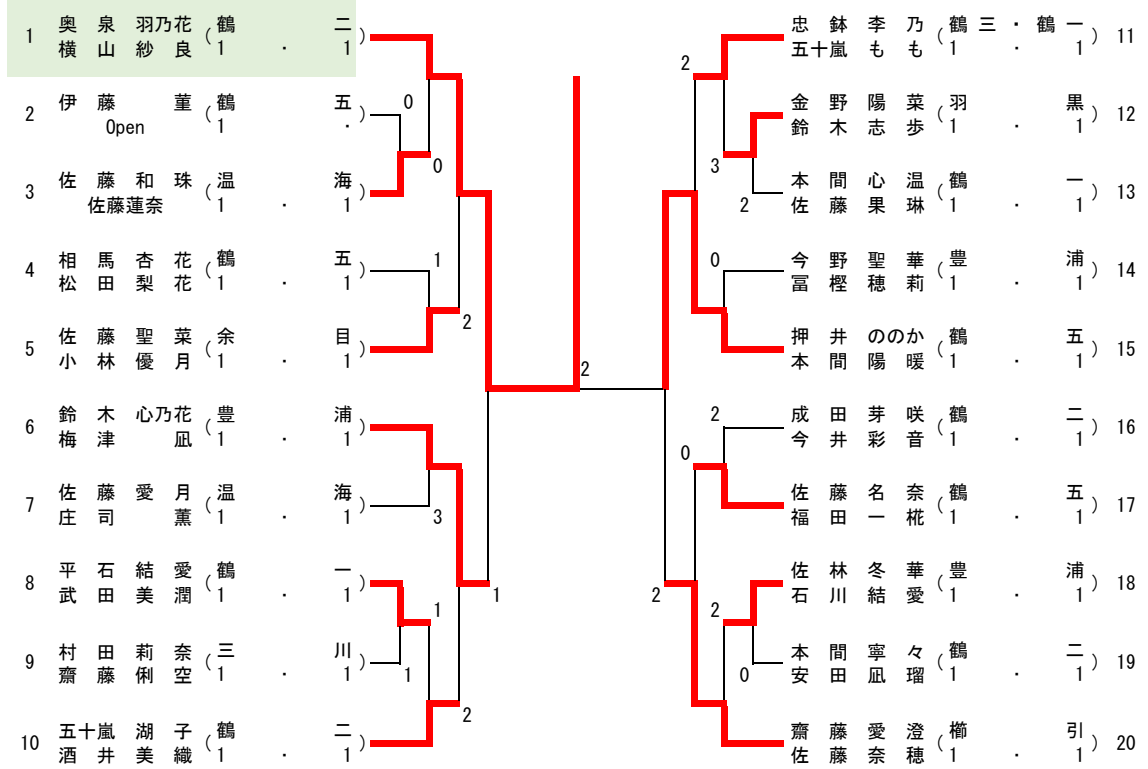 1 奥泉 羽乃花 (鶴二
横山紗良 1・1)
2 伊藤 菫 (鶴五
Open 1・)
3 佐藤和珠 (温海
佐藤蓮奈 1・1)
4 相馬杏花 (鶴五
松田梨花 1・1)
5 佐藤聖菜 (余目
小林優月 1・1)
6 鈴木 心乃花 (豊浦
梅津 凪 1・1)
7 佐藤愛月 (温海
庄司 薫 1・1)
8 平石結愛 (鶴一
武田美潤 1・1)
9 村田莉奈 (三川
齋藤俐空 1・1)
10 五十嵐 湖子 (鶴二
酒井美織 1・1)
0
0
1
2
3
1
1
2
1
2
忠鉢李乃 (鶴三・鶴一
五十嵐 もも 1・1) 11
金野陽菜 (羽黒
鈴木志歩 1・1) 12
本間心温 (鶴一
佐藤果琳 1・1) 13
今野聖華 (豊浦
冨樫穂莉 1・1) 14
押井 ののか (鶴五
本間陽暖 1・1) 15
成田芽咲 (鶴二
今井彩音 1・1) 16
佐藤名奈 (鶴五
福田一椛 1・1) 17
佐林冬華 (豊浦
石川結愛 1・1) 18
本間寧々 (鶴二
安田凪瑠 1・1) 19
齋藤愛澄 (櫛引
佐藤奈穂 1・1) 20
2
3
2
0
2
0
2
2
0